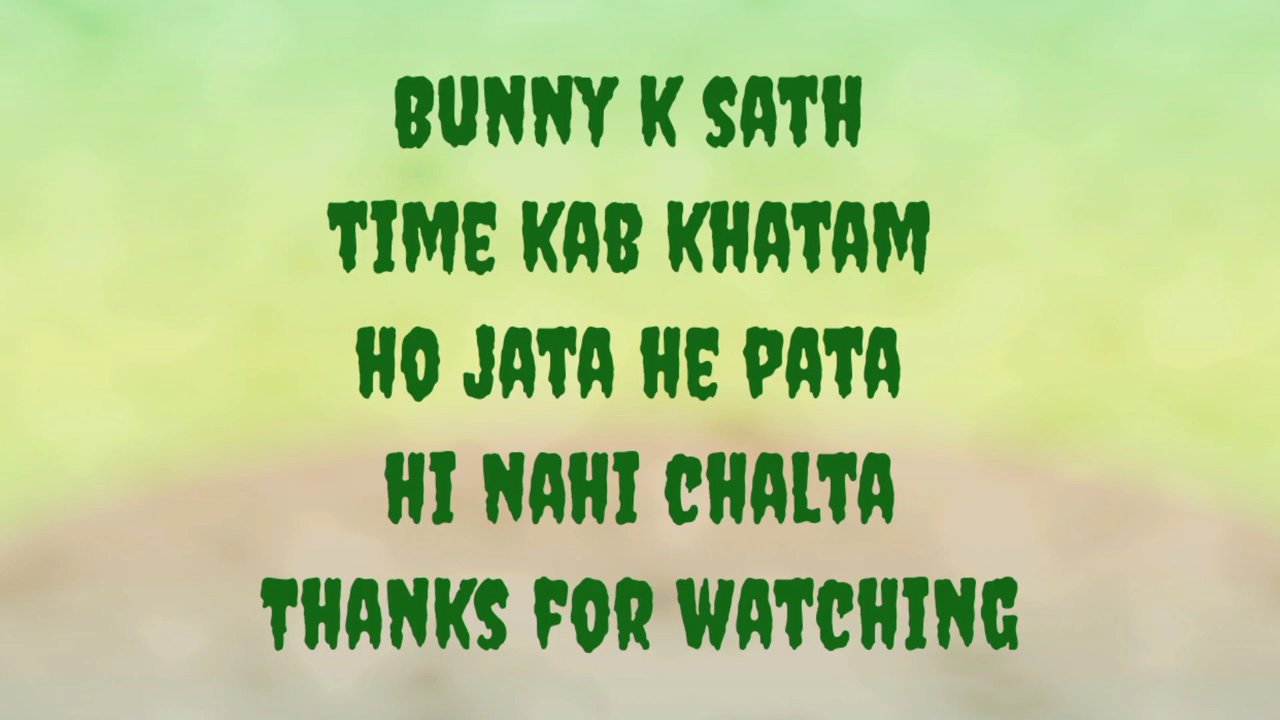 BUNNY K SATH
TIME KAB KHATAM
HO JATA HE PATA
HI NAHI CHALTA
THANKS FOR WATCHING